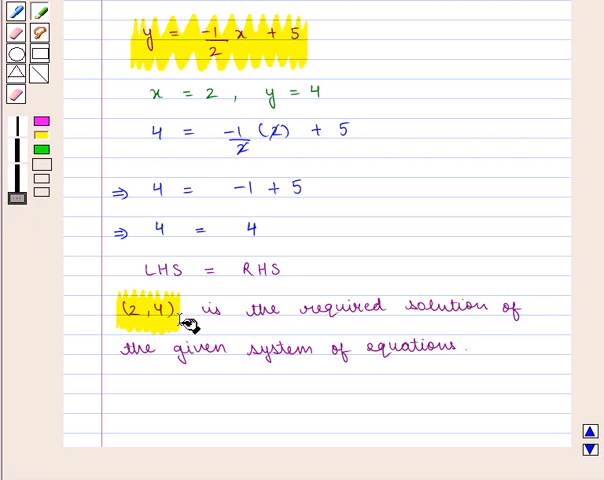 y = -1/2 x + 5
x = 2 , y = 4
4 = -1/2 (2) + 5
⇒ 4 = -1 + 5
⇒ 4 = 4
LHS = RHS
(2,4) is the required solution of
the given system of equations.